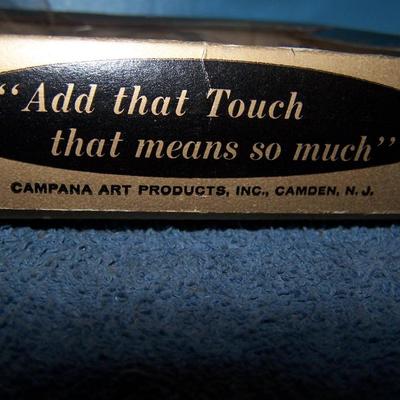 “Add that Touch
that means so much”
CAMPANA ART PRODUCTS, INC., CAMDEN, N. J.